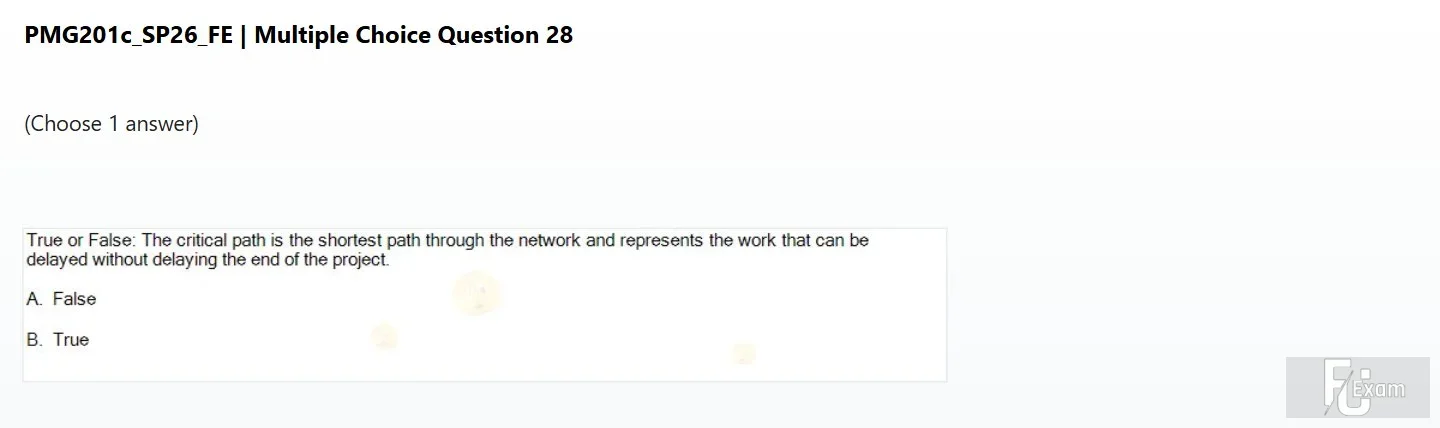 PMG201c_SP26_FE | Multiple Choice Question 28
(Choose 1 answer)
True or False: The critical path is the shortest path through the network and represents the work that can be
delayed without delaying the end of the project.
A. False
B. True
FU Exam